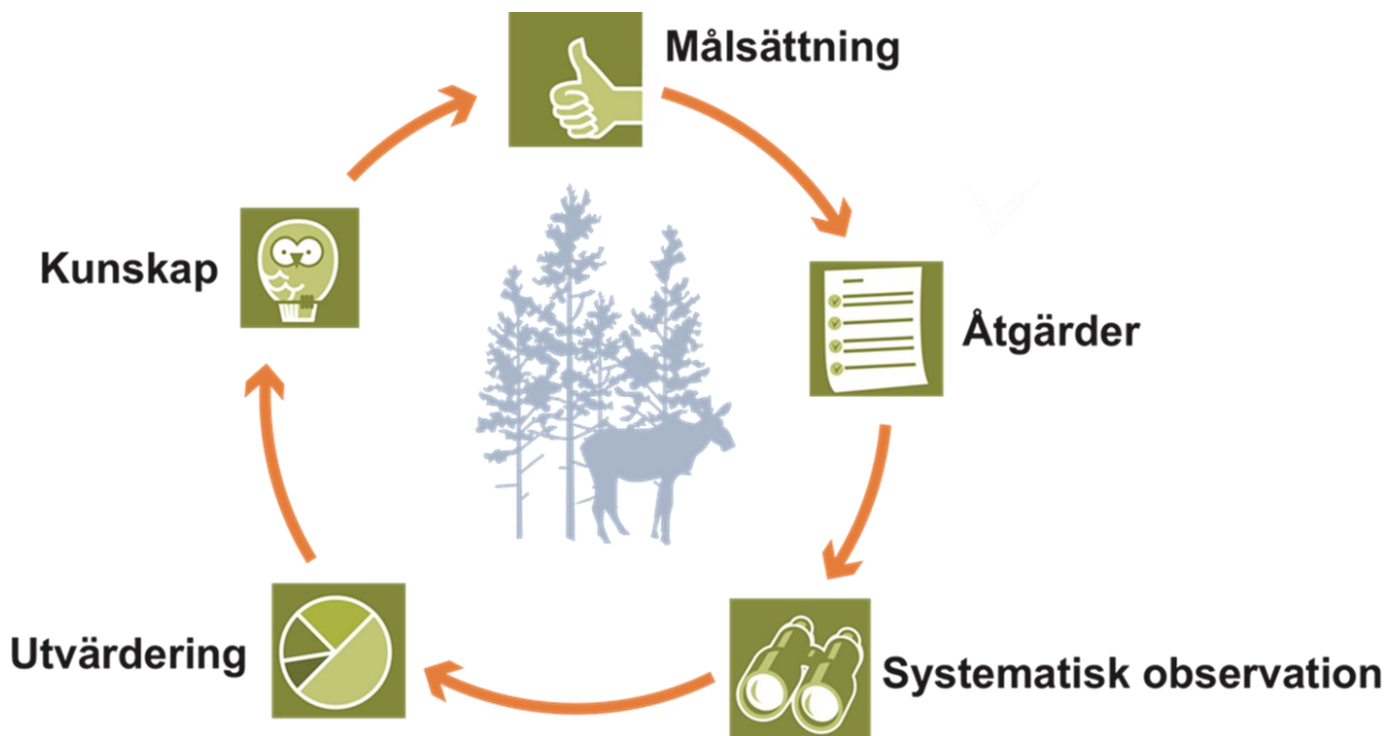 Målsättning
Åtgärder
Systematisk observation
Utvärdering
Kunskap